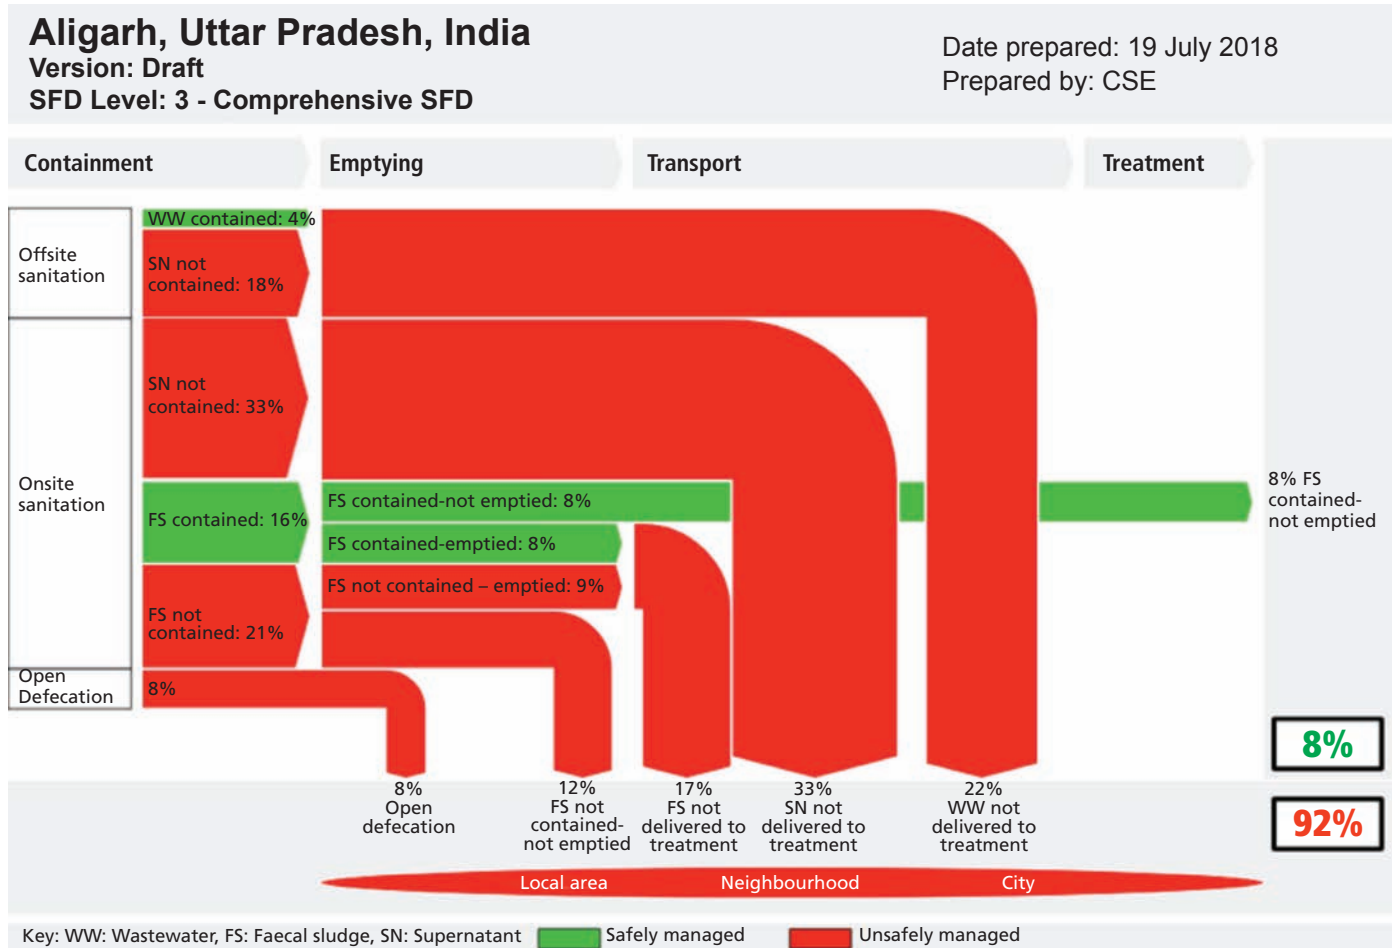 Aligarh, Uttar Pradesh, India
Version: Draft
SFD Level: 3 - Comprehensive SFD
Date prepared: 19 July 2018
Prepared by: CSE
Containment
Emptying
Transport
Treatment
Offsite
sanitation
WW contained: 4%
SN not
contained: 18%
Onsite
sanitation
SN not
contained: 33%
FS contained: 16%
FS not
contained: 21%
FS contained-not emptied: 8%
FS contained-emptied: 8%
FS not contained – emptied: 9%
8% FS
contained-
not emptied
Open
Defecation
8%
8%
92%
8%
Open
defecation
12%
FS not
contained-
not emptied
17%
FS not
delivered to
treatment
33%
SN not
delivered to
treatment
22%
WW not
delivered to
treatment
Local area
Neighbourhood
City
Key: WW: Wastewater, FS: Faecal sludge, SN: Supernatant
Safely managed
Unsafely managed